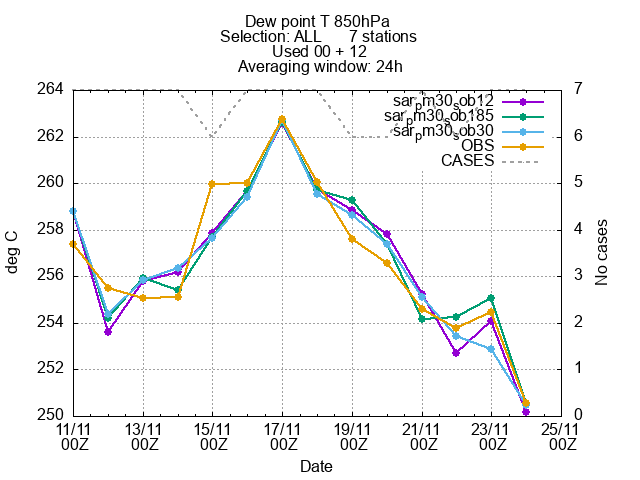 Dew point T 850hPa
Selection: ALL 7 stations
Used 00 + 12
Averaging window: 24h
264 7
262 6
260 5
258 4
256 3
254 2
252 1
250 0
sar_pm30_sob12
sar_pm30_sob185
sar_pm30_sob30
OBS
CASES
deg C
No cases
11/11 13/11 15/11 17/11 19/11 21/11 23/11 25/11
00Z 00Z 00Z 00Z 00Z 00Z 00Z 00Z
Date